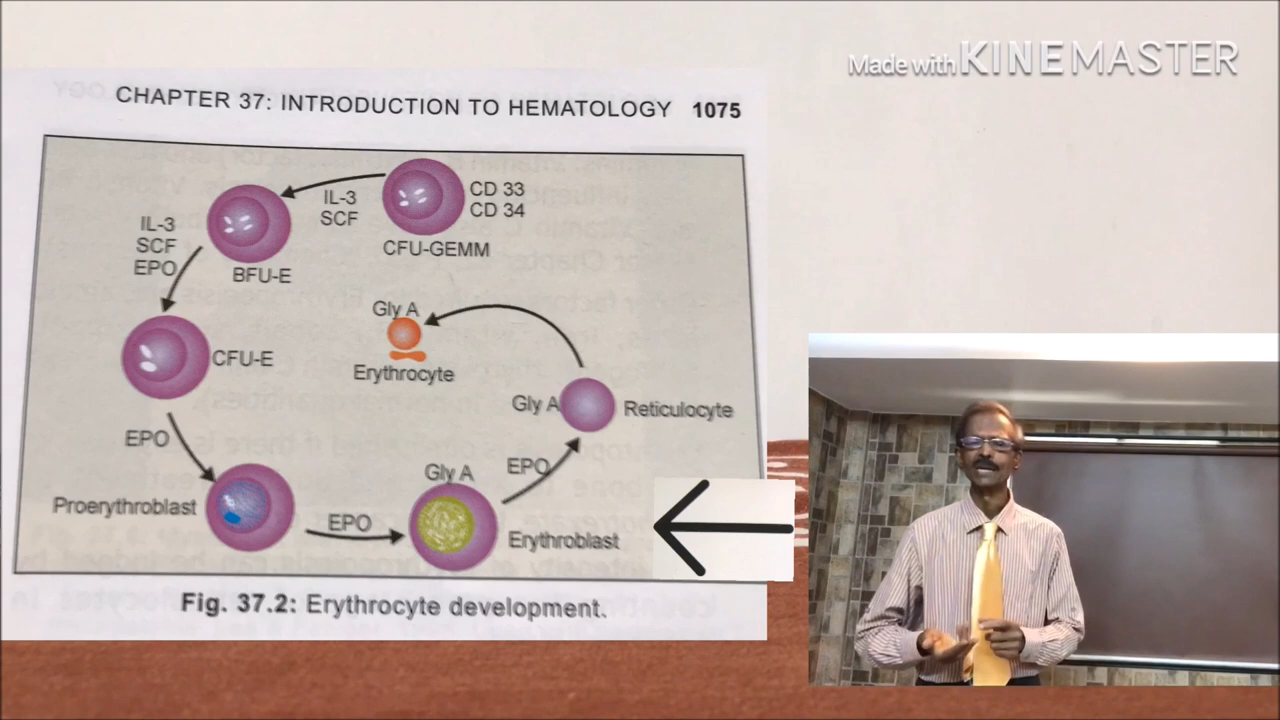 Made with KINEMASTER
CHAPTER 37: INTRODUCTION TO HEMATOLOGY 1075
IL-3
SCF
CD 33
CD 34
CFU-GEMM
IL-3
SCF
EPO
BFU-E
CFU-E
Gly A
Erythrocyte
Gly A
Reticulocyte
EPO
Proerythroblast
EPO
Gly A
EPO
Erythroblast
Fig. 37.2: Erythrocyte development.